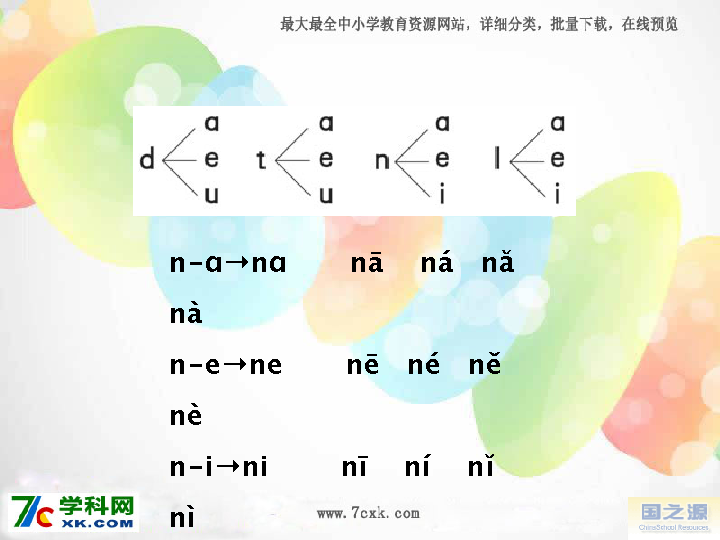 最大最全中小学教育资源网站，详细分类，批量下载，在线预览
ɑ ɑ ɑ ɑ
d e t e n e l e
u u i i
n-ɑ→nɑ nā ná nǎ
nà
n-e→ne nē né ně
nè
n-i→ni nī ní nǐ
nì
学科网
7c XK.COM
www.7cxk.com
国之源
ChinaSchool Resources